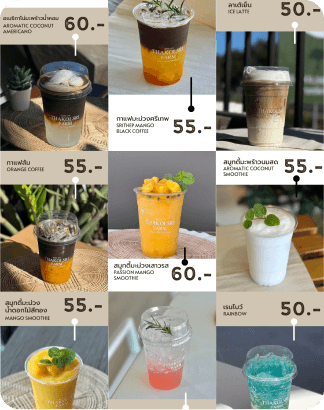 อเมริกาโน่มะพร้าวน้ำหอม
AROMATIC COCONUT
AMERICANO
60.-
ลาเต้เย็น
ICE LATTE
50.-
THAKOLSRI
FARM
กาแฟมะม่วงศรีเทพ
SRITHEP MANGO
BLACK COFFEE
55.-
กาแฟส้ม
ORANGE COFFEE
55.-
สมูทตี้มะพร้าวนมสด
AROMATIC COCONUT
SMOOTHIE
55.-
สมูทตี้มะม่วงเสาวรส
PASSION MANGO
SMOOTHIE
60.-
สมูทตี้มะม่วง
น้ำดอกไม้สีทอง
MANGO SMOOTHIE
55.-
เรนโบว์
RAINBOW
50.-